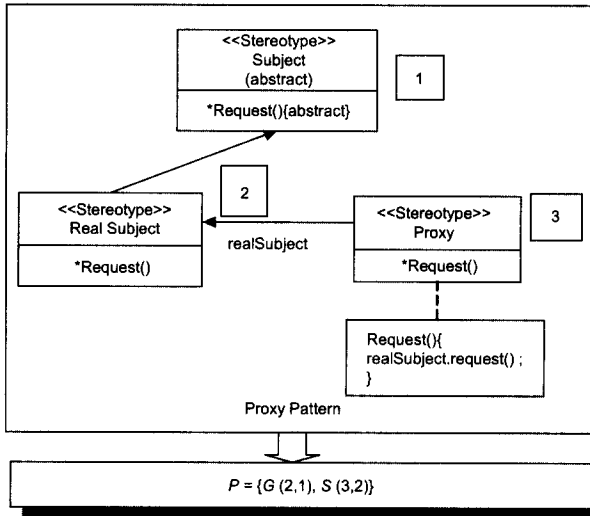 <<Stereotype>>
Subject
(abstract)
*Request(){abstract}
1
2
<<Stereotype>>
Real Subject
*Request()
realSubject
<<Stereotype>>
Proxy
*Request()
3
Request(){
realSubject.request() ;
}
Proxy Pattern
P = {G (2,1), S (3,2)}